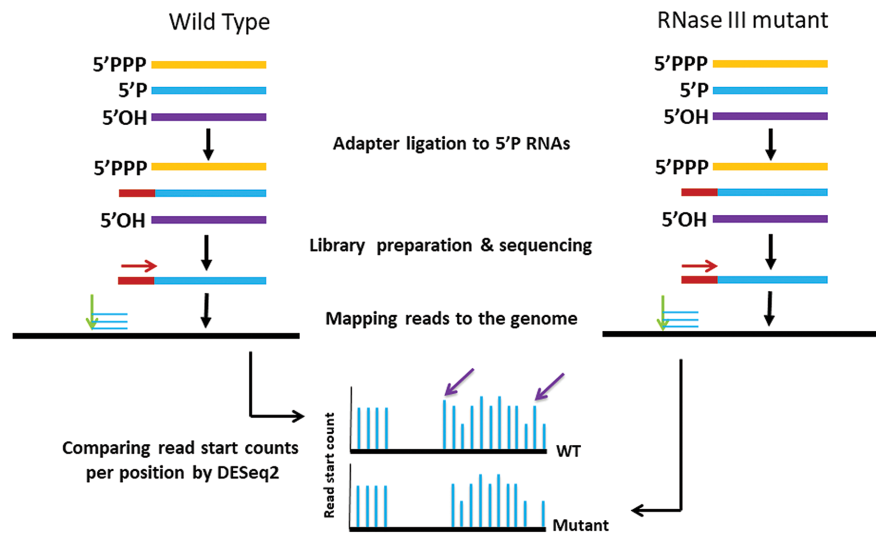 Wild Type
RNase III mutant
5'PPP
5'P
5'OH
5'PPP
5'P
5'OH
Adapter ligation to 5'P RNAs
5'PPP
5'OH
5'PPP
5'OH
Library preparation & sequencing
Mapping reads to the genome
Comparing read start counts
per position by DESeq2
Read start count
WT
Mutant